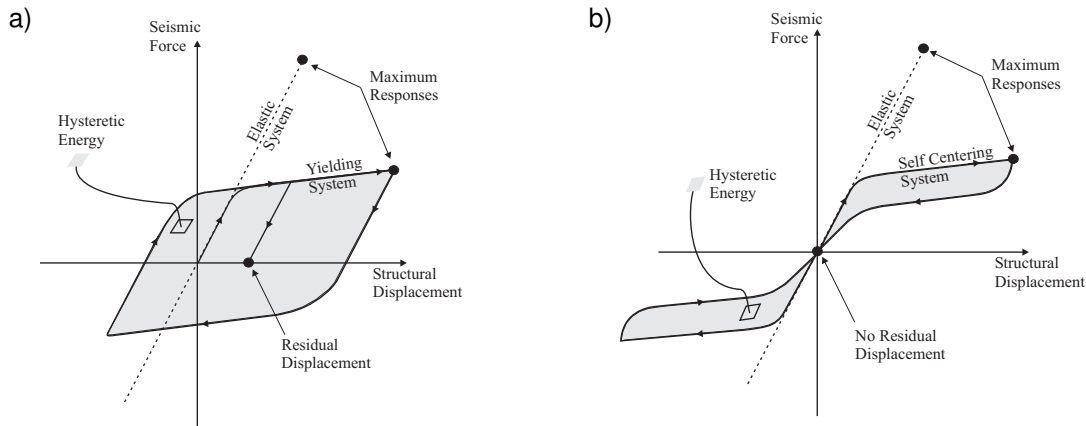 a)
Seismic
Force
Maximum
Responses
Hysteretic
Energy
Elastic
System
Yielding
System
Structural
Displacement
Residual
Displacement
b)
Seismic
Force
Maximum
Responses
Elastic
System
Self Centering
System
Hysteretic
Energy
Structural
Displacement
No Residual
Displacement